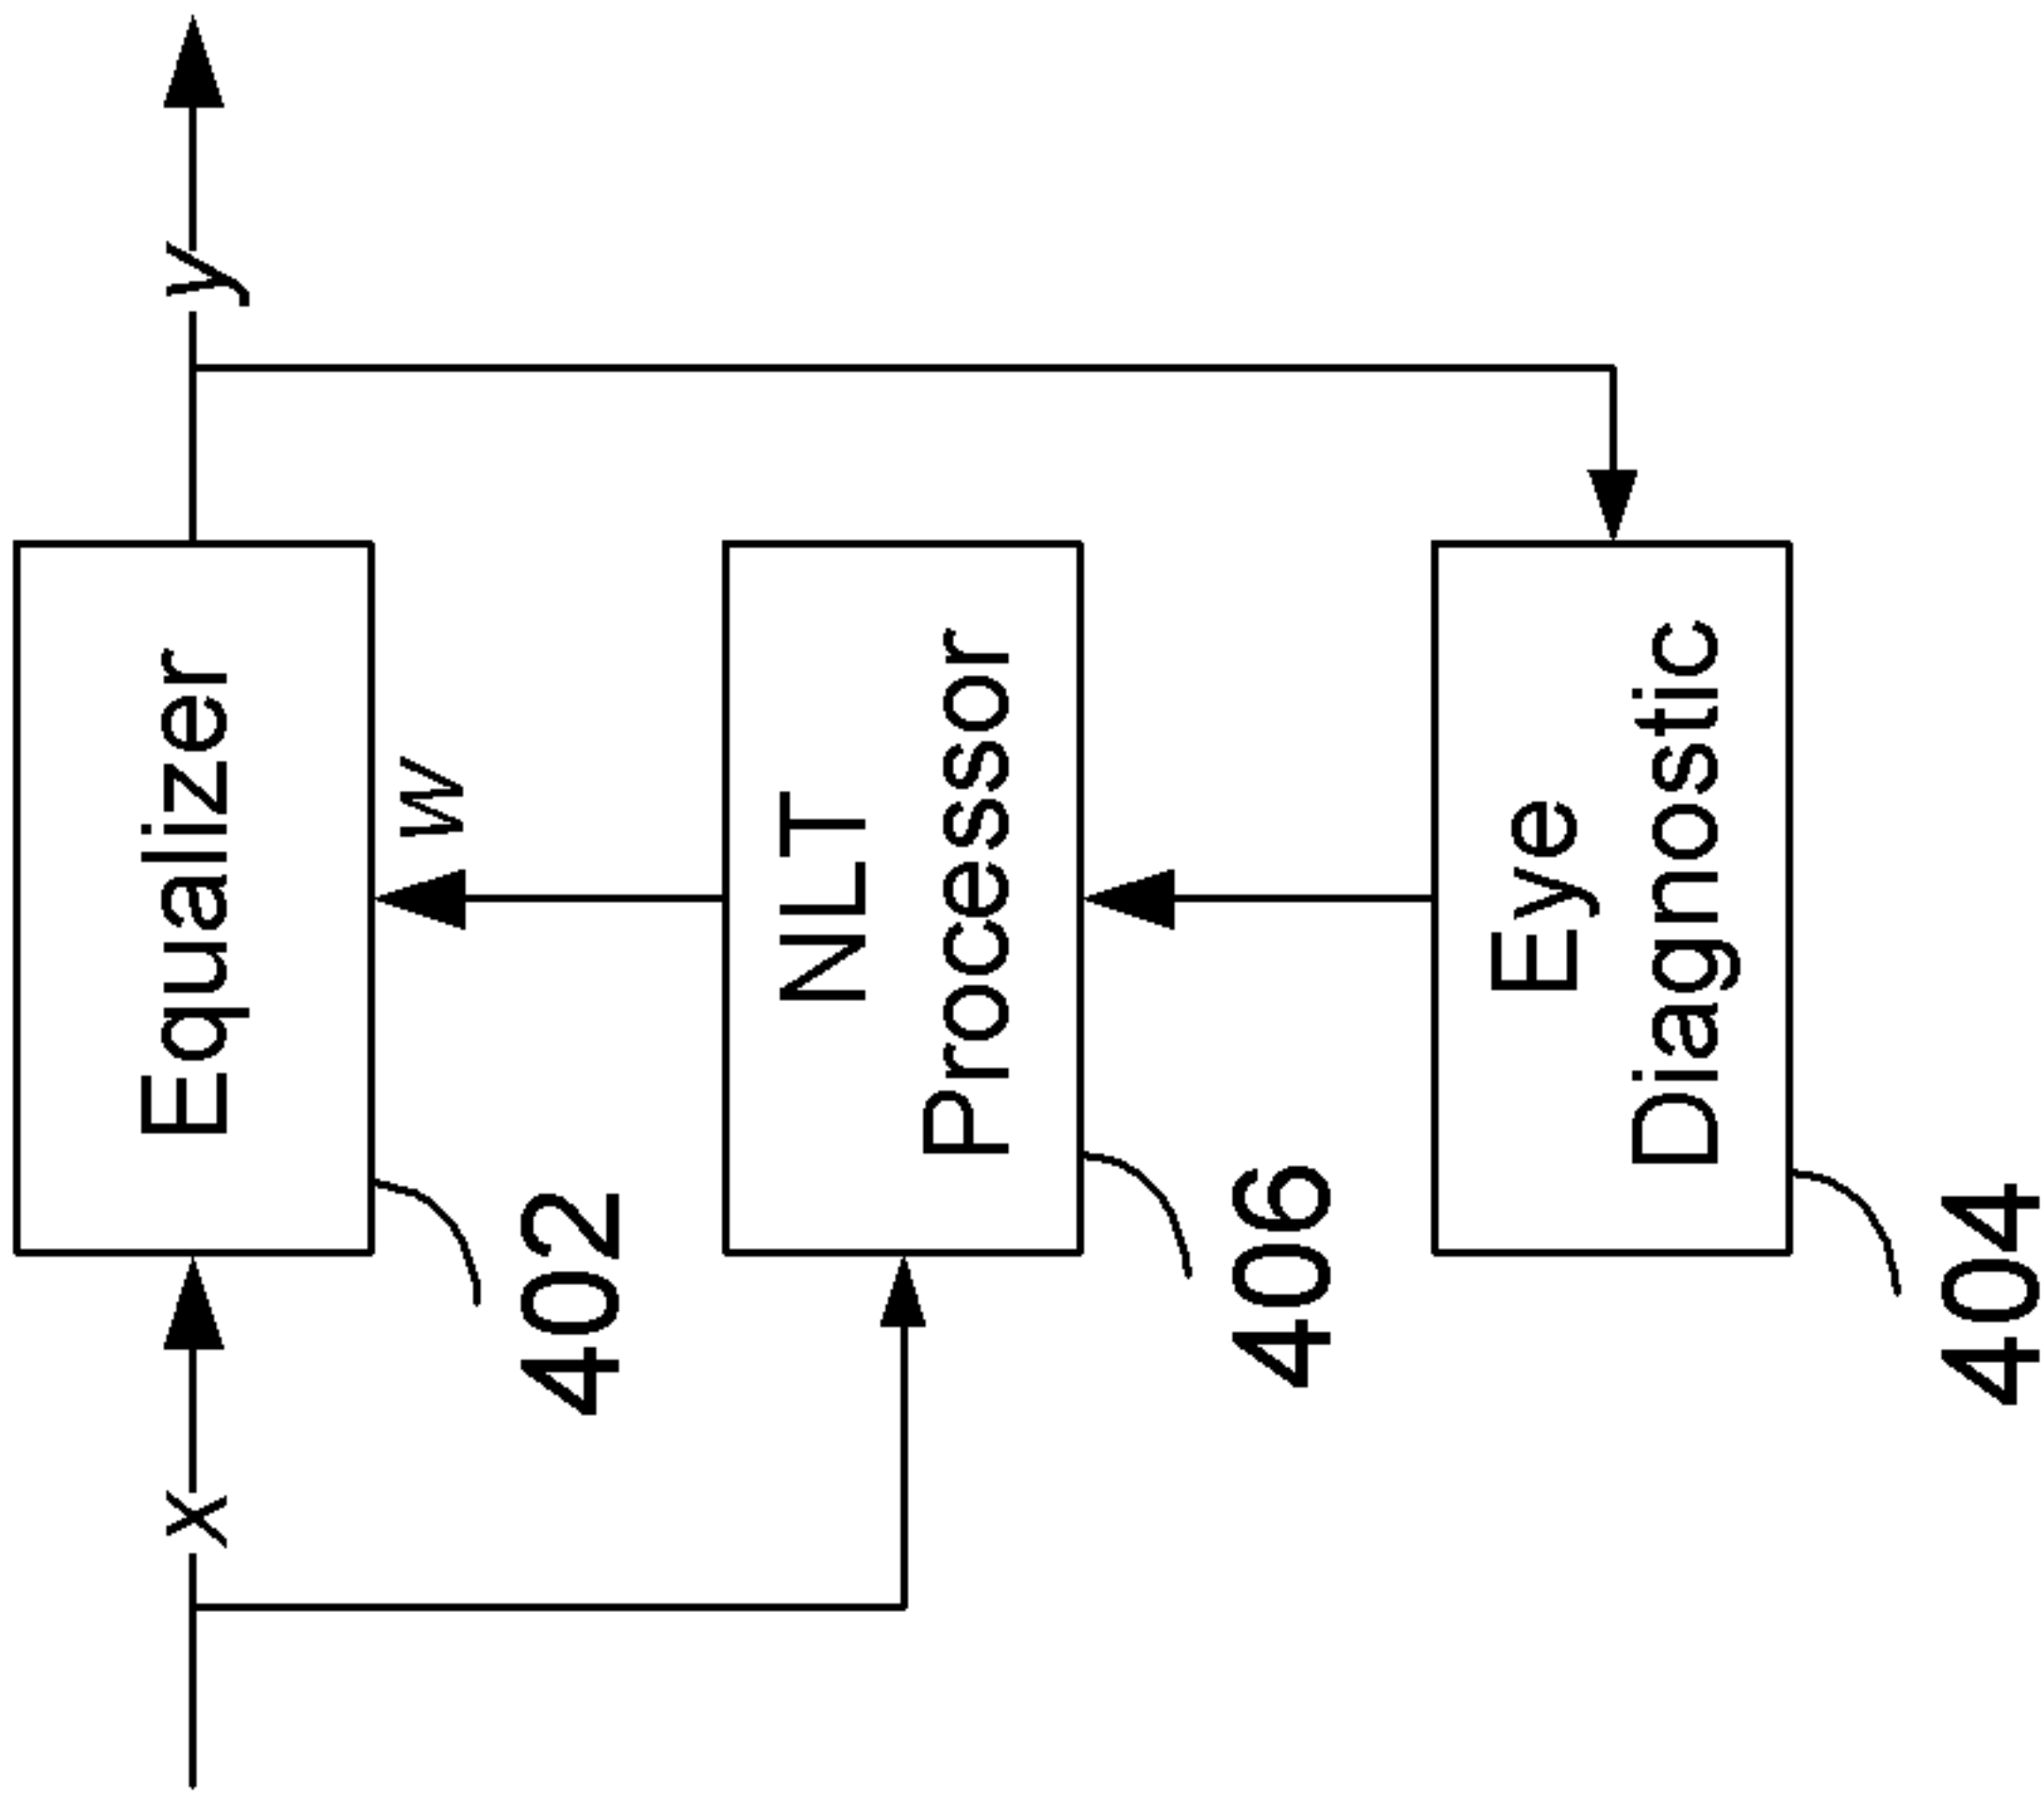 x
Equalizer
y
402
w
NLT
Processor
406
Eye
Diagnostic
404